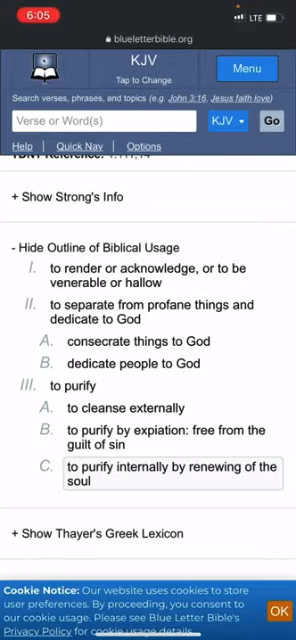 6:05
LTE
blueletterbible.org
KJV
Tap to Change
Menu
Search verses, phrases, and topics (e.g. John 3:16, Jesus faith love)
Verse or Word(s)
KJV
Go
Help | Quick Nav | Options
+ Show Strong's Info
- Hide Outline of Biblical Usage
I. to render or acknowledge, or to be
venerable or hallow
II. to separate from profane things and
dedicate to God
A. consecrate things to God
B. dedicate people to God
III. to purify
A. to cleanse externally
B. to purify by expiation: free from the
guilt of sin
C. to purify internally by renewing of the
soul
+ Show Thayer's Greek Lexicon
Cookie Notice: Our website uses cookies to store
user preferences. By proceeding, you consent to
our cookie usage. Please see Blue Letter Bible's
Privacy Policy for cookie usage details.
OK